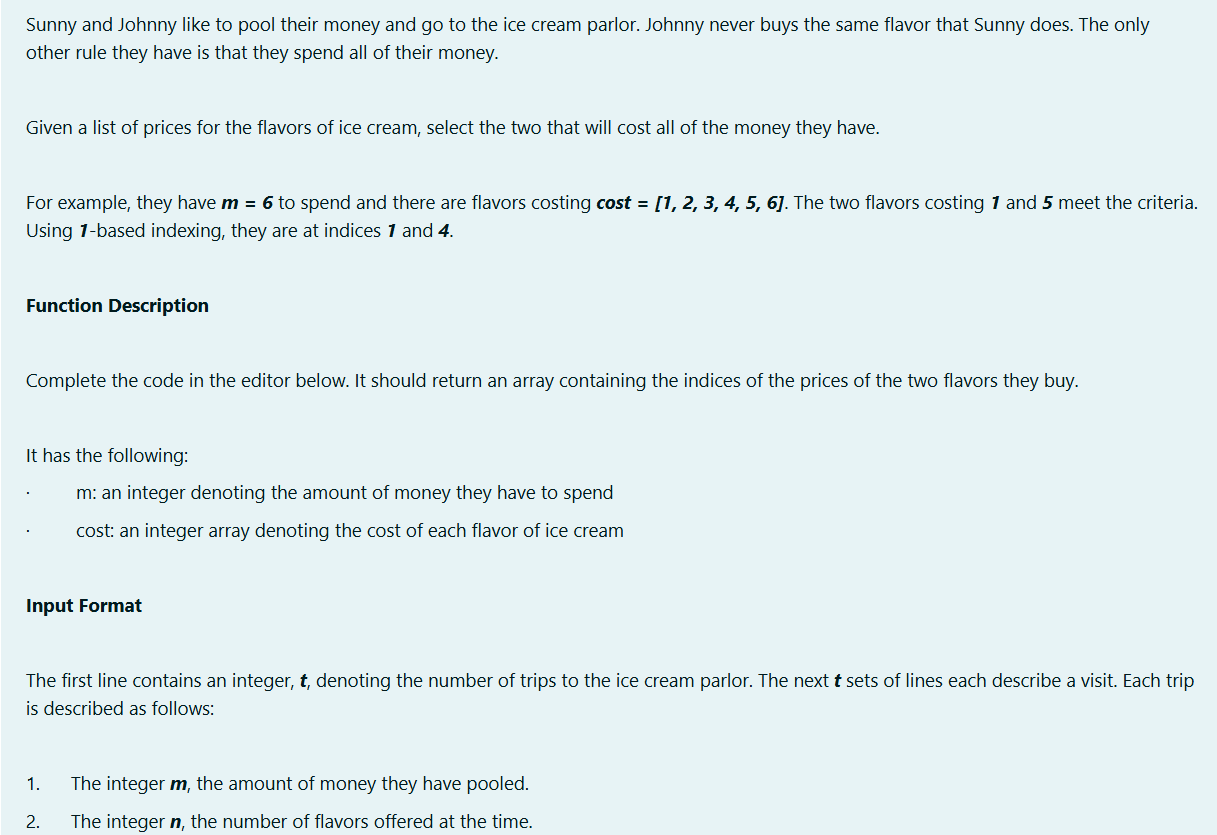 Sunny and Johnny like to pool their money and go to the ice cream parlor. Johnny never buys the same flavor that Sunny does. The only
other rule they have is that they spend all of their money.
Given a list of prices for the flavors of ice cream, select the two that will cost all of the money they have.
For example, they have m = 6 to spend and there are flavors costing cost = [1, 2, 3, 4, 5, 6]. The two flavors costing 1 and 5 meet the criteria.
Using 1-based indexing, they are at indices 1 and 4.
Function Description
Complete the code in the editor below. It should return an array containing the indices of the prices of the two flavors they buy.
It has the following:
· m: an integer denoting the amount of money they have to spend
· cost: an integer array denoting the cost of each flavor of ice cream
Input Format
The first line contains an integer, t, denoting the number of trips to the ice cream parlor. The next t sets of lines each describe a visit. Each trip
is described as follows:
1. The integer m, the amount of money they have pooled.
2. The integer n, the number of flavors offered at the time.